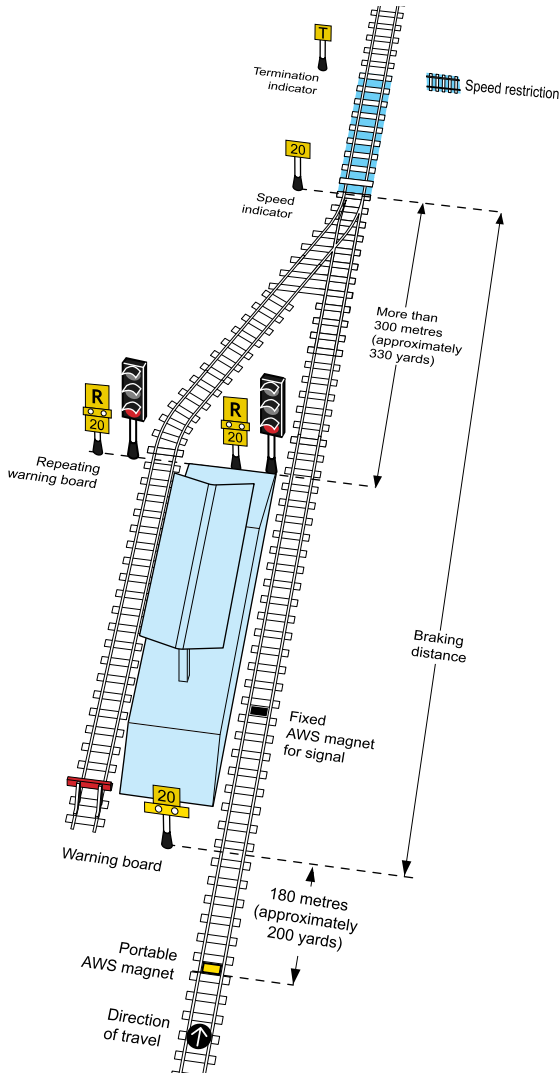 T
Termination
indicator
Speed restriction
20
Speed
indicator
More than
300 metres
(approximately
330 yards)
R
20
R
20
Repeating
warning board
Braking
distance
Fixed
AWS magnet
for signal
20
Warning board
180 metres
(approximately
200 yards)
Portable
AWS magnet
Direction
of travel